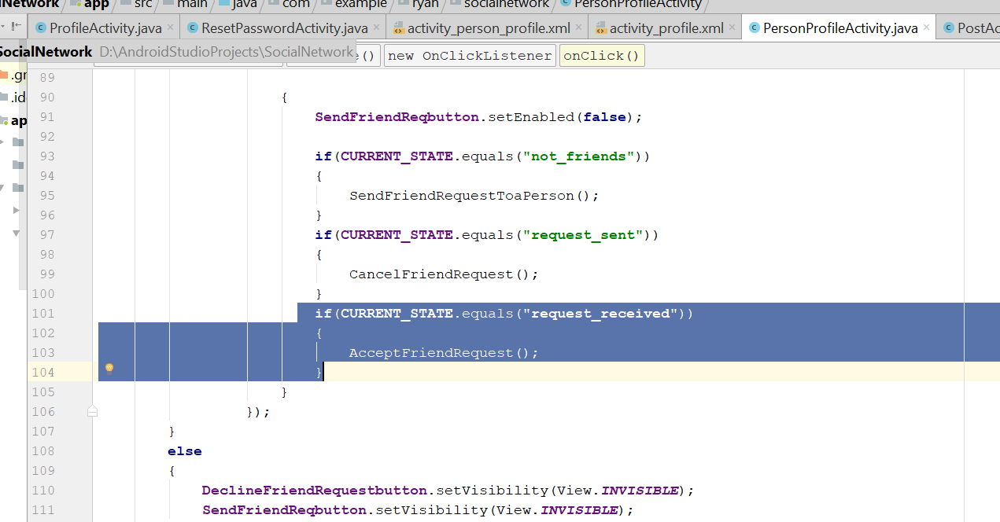 lNetwork app src main java com example ryan socialnetwork PersonProfileActivity
ProfileActivity.java ResetPasswordActivity.java activity_person_profile.xml activity_profile.xml PersonProfileActivity.java PostAc
SocialNetwork D:\AndroidStudioProjects\SocialNetwork e() new OnClickListener onClick()
.gr 89
.id 90 {
app 91 SendFriendReqbutton.setEnabled(false);
92
93 if(CURRENT_STATE.equals("not_friends"))
94 {
95 SendFriendRequestToaPerson();
96 }
97 if(CURRENT_STATE.equals("request_sent"))
98 {
99 CancelFriendRequest();
100 }
101 if(CURRENT_STATE.equals("request_received"))
102 {
103 AcceptFriendRequest();
104 }
105 }
106 });
107 }
108 else
109 {
110 DeclineFriendRequestbutton.setVisibility(View.INVISIBLE);
111 SendFriendReqbutton.setVisibility(View.INVISIBLE);